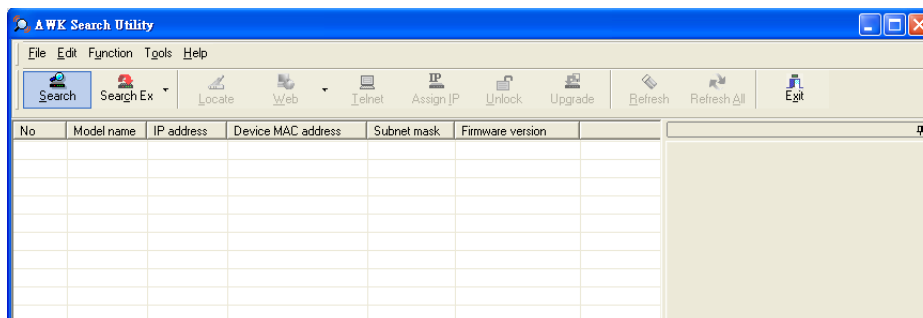 AWK Search Utility
File Edit Function Tools Help
Search Search Ex Locate Web Telnet Assign IP Unlock Upgrade Refresh Refresh All Exit
No Model name IP address Device MAC address Subnet mask Firmware version